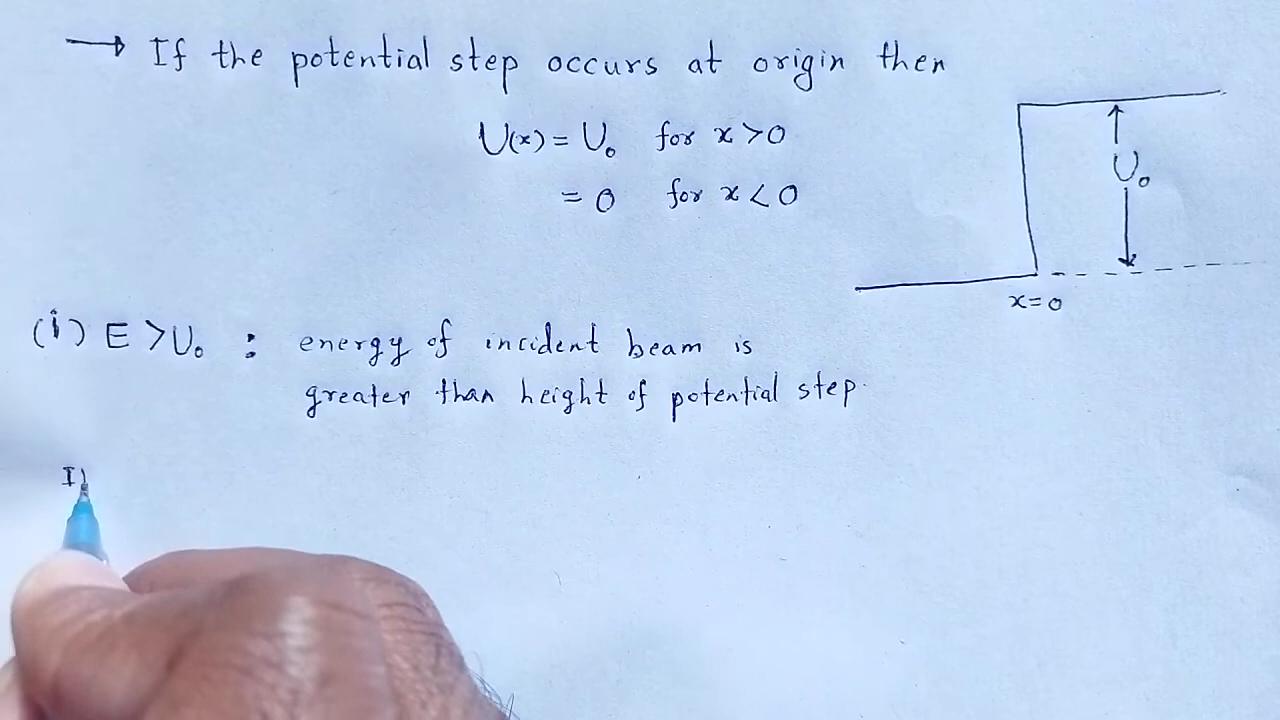 → If the potential step occurs at origin then
U(x) = U₀ for x > 0
= 0 for x < 0
U₀
x = 0
(i) E > U₀ : energy of incident beam is
greater than height of potential step.